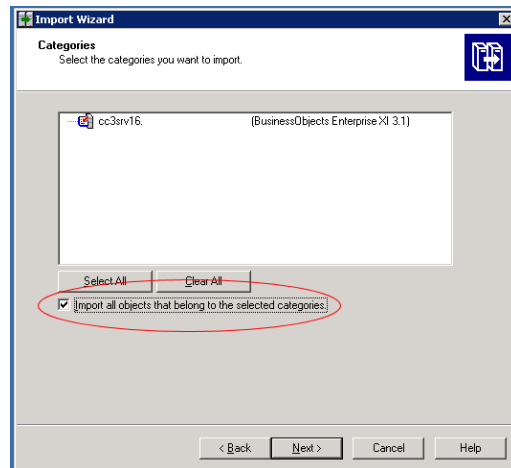 Import Wizard
Categories
Select the categories you want to import.
cc3srv16. (BusinessObjects Enterprise XI 3.1)
Select All Clear All
Import all objects that belong to the selected categories.
< Back Next > Cancel Help